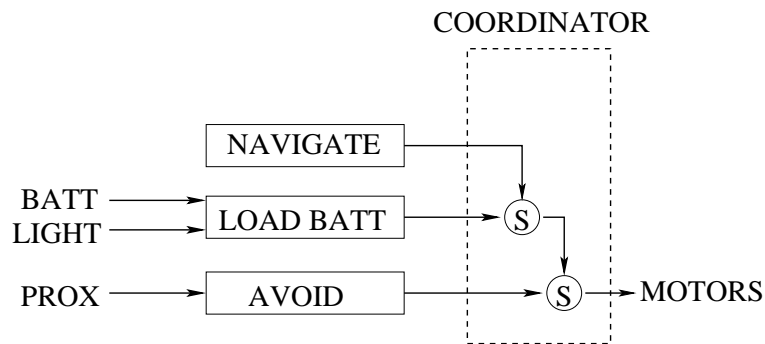 COORDINATOR
NAVIGATE
BATT
LOAD BATT
S
LIGHT
PROX
AVOID
S
MOTORS